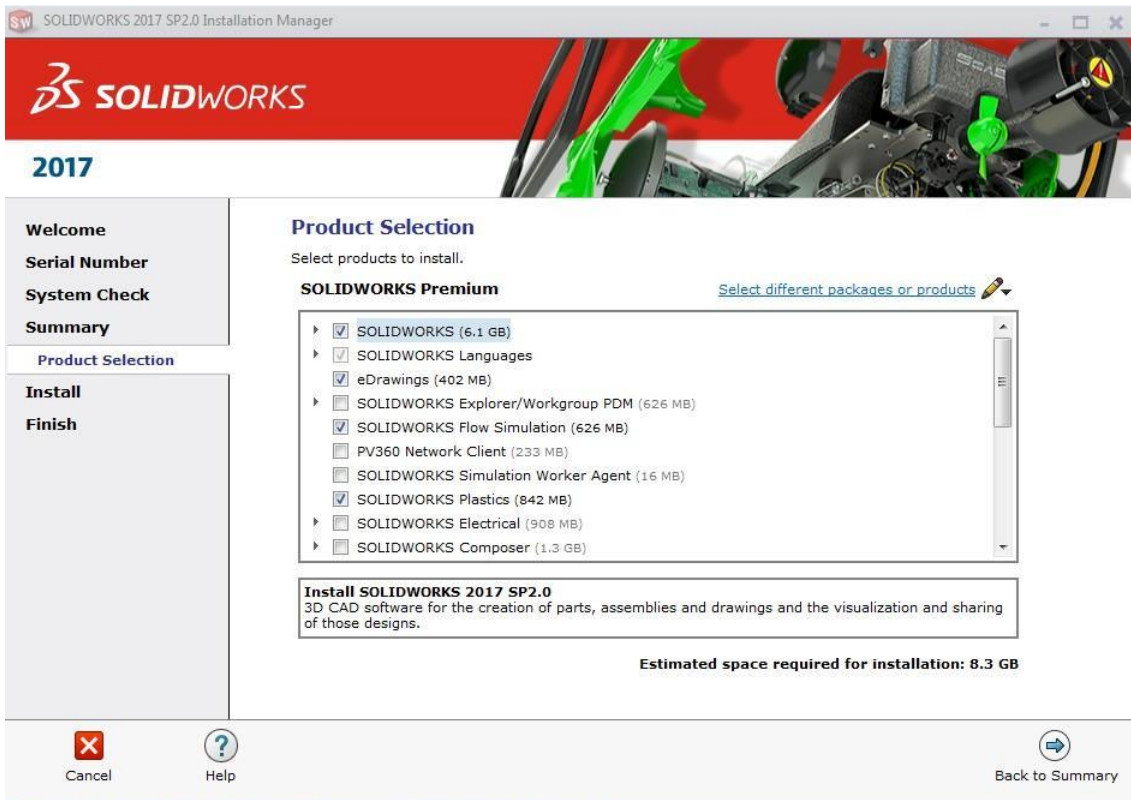 SOLIDWORKS 2017 SP2.0 Installation Manager
SOLIDWORKS
2017
Welcome
Serial Number
System Check
Summary
Product Selection
Install
Finish
Product Selection
Select products to install.
SOLIDWORKS Premium
Select different packages or products
SOLIDWORKS (6.1 GB)
SOLIDWORKS Languages
eDrawings (402 MB)
SOLIDWORKS Explorer/Workgroup PDM (626 MB)
SOLIDWORKS Flow Simulation (626 MB)
PV360 Network Client (233 MB)
SOLIDWORKS Simulation Worker Agent (16 MB)
SOLIDWORKS Plastics (842 MB)
SOLIDWORKS Electrical (908 MB)
SOLIDWORKS Composer (1.3 GB)
Install SOLIDWORKS 2017 SP2.0
3D CAD software for the creation of parts, assemblies and drawings and the visualization and sharing
of those designs.
Estimated space required for installation: 8.3 GB
Cancel
Help
Back to Summary